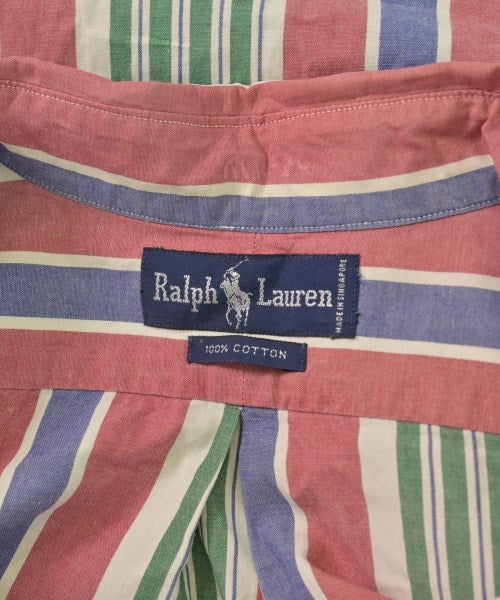 Ralph Lauren
MADE IN SINGAPORE
100% COTTON